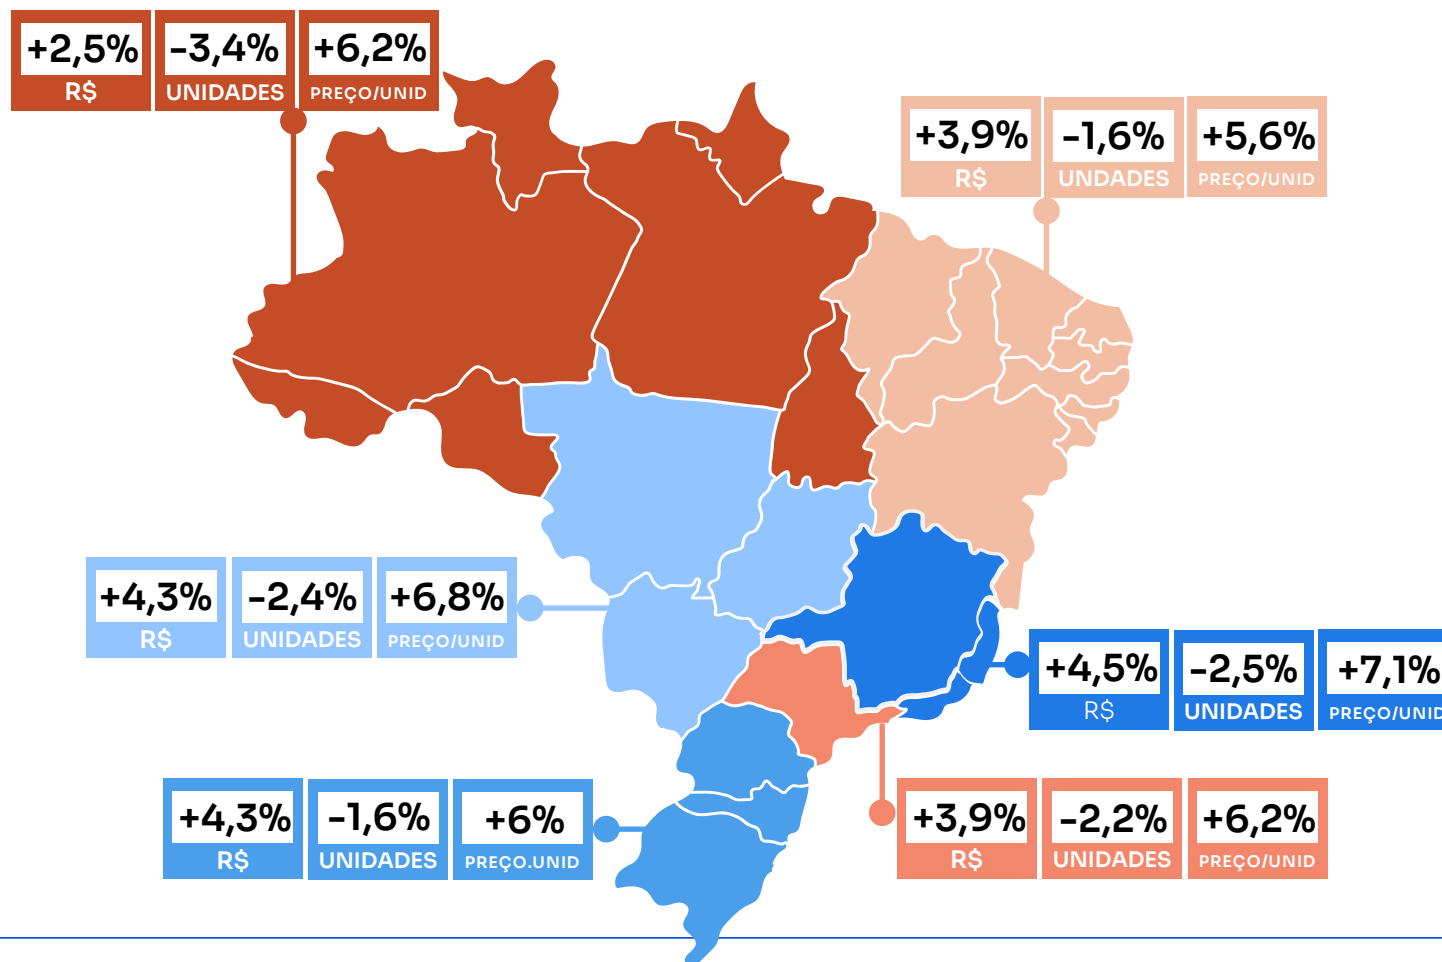 +2,5% -3,4% +6,2%
R$ UNIDADES PREÇO/UNID
+3,9% -1,6% +5,6%
R$ UNDADES PREÇO/UNID
+4,3% -2,4% +6,8%
R$ UNIDADES PREÇO/UNID
+4,5% -2,5% +7,1%
R$ UNIDADES PREÇO/UNID
+4,3% -1,6% +6%
R$ UNIDADES PREÇO.UNID
+3,9% -2,2% +6,2%
R$ UNIDADES PREÇO/UNID